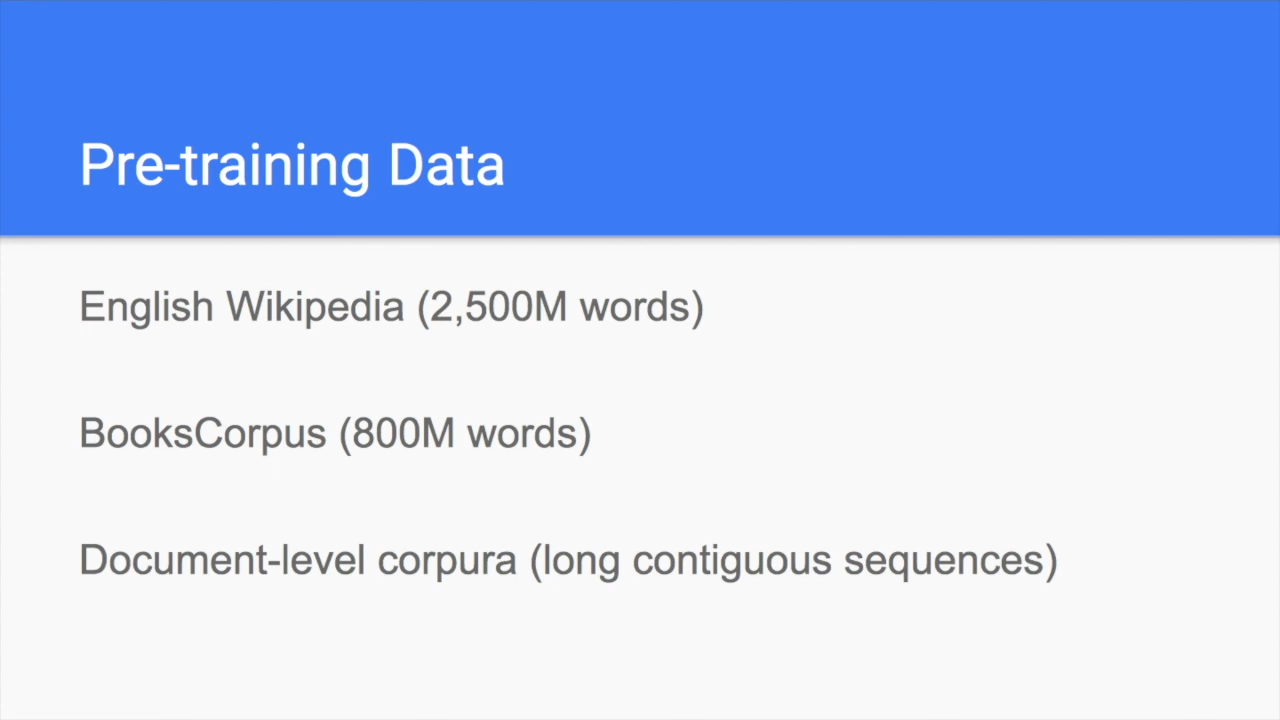 Pre-training Data
English Wikipedia (2,500M words)
BooksCorpus (800M words)
Document-level corpura (long contiguous sequences)